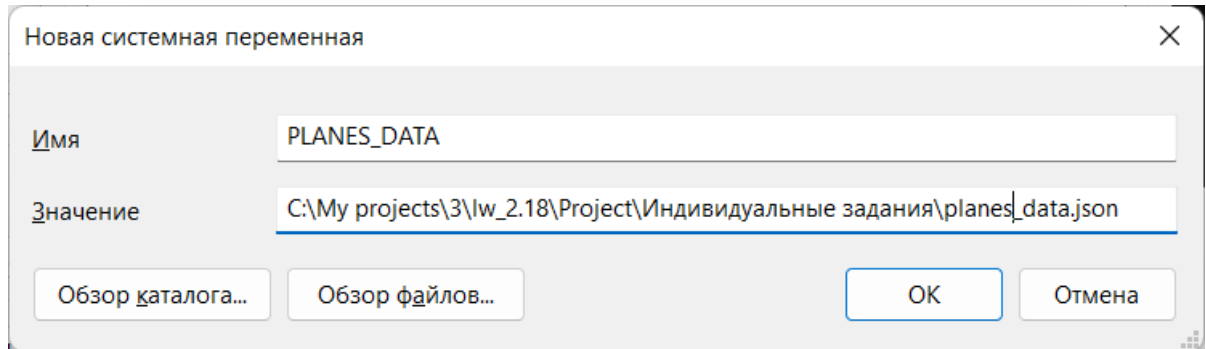 Новая системная переменная
Имя
PLANES_DATA
Значение
C:\My projects\3\lw_2.18\Project\Индивидуальные задания\planes_data.json
Обзор каталога...
Обзор файлов...
ОК
Отмена